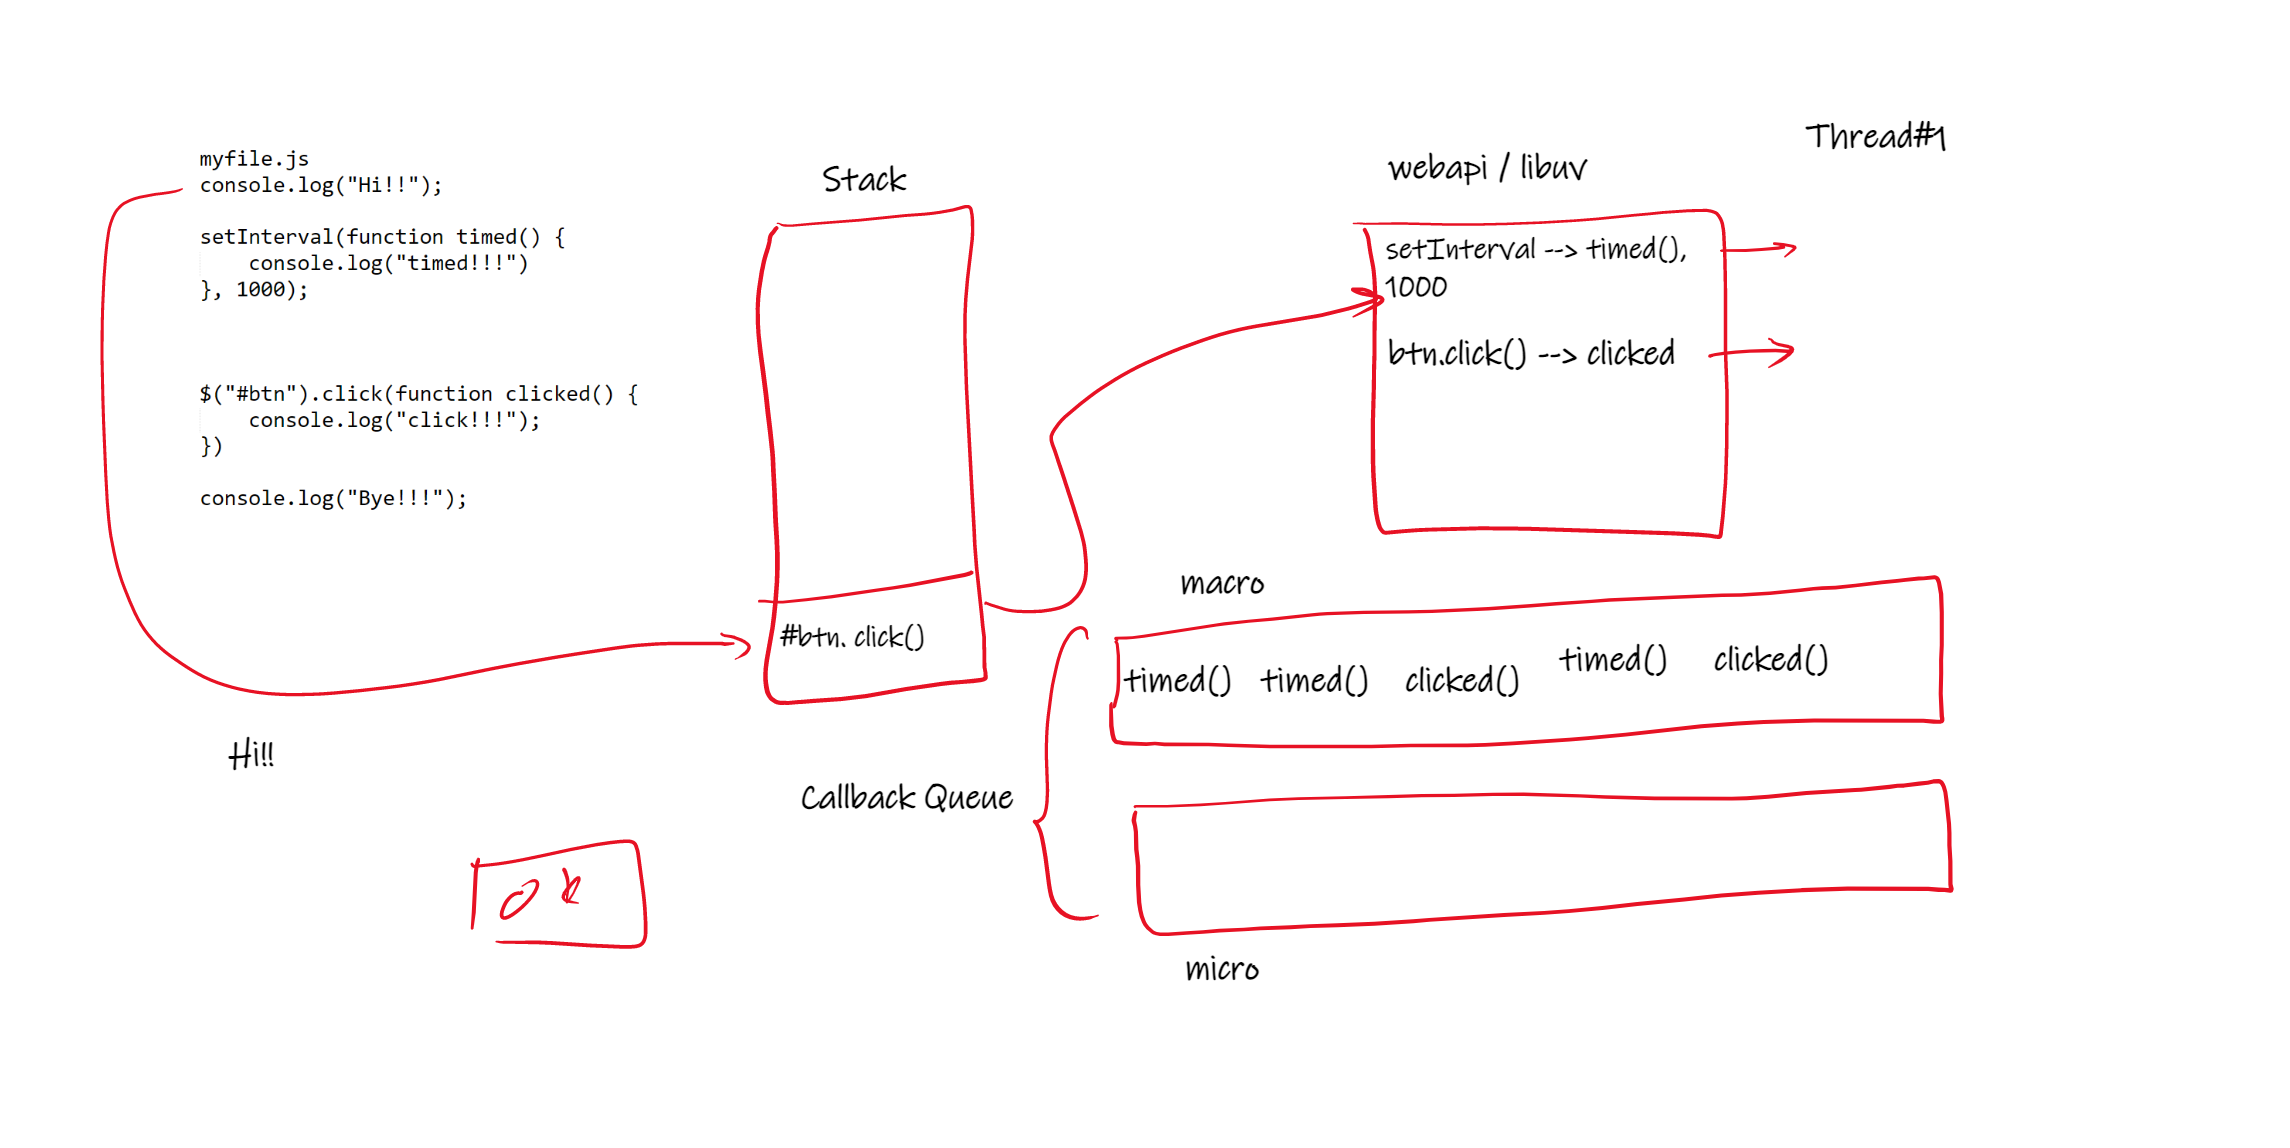 myfile.js
console.log("Hi!!");
setInterval(function timed() {
    console.log("timed!!!")
}, 1000);
$("#btn").click(function clicked() {
    console.log("click!!!");
})
console.log("Bye!!!");
Hi!!
ok
Stack
#btn. click()
webapi / libuv
Thread#1
setInterval --> timed(),
1000
btn.click() --> clicked
macro
timed() timed() clicked() timed() clicked()
Callback Queue
micro